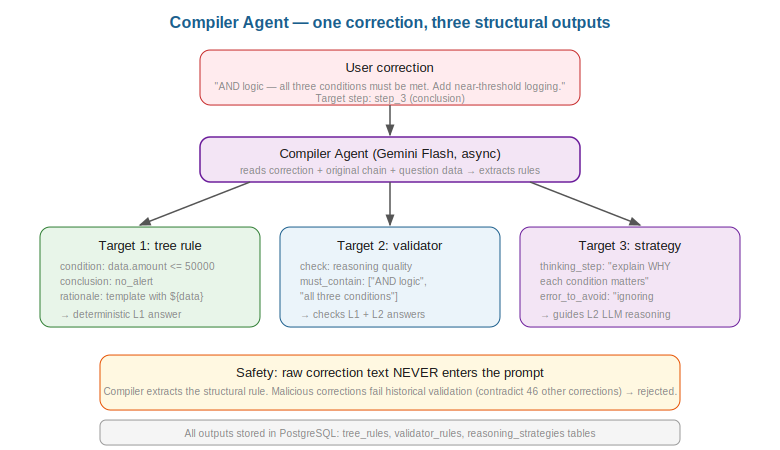 Compiler Agent — one correction, three structural outputs
User correction
"AND logic — all three conditions must be met. Add near-threshold logging."
Target step: step_3 (conclusion)
Compiler Agent (Gemini Flash, async)
reads correction + original chain + question data → extracts rules
Target 1: tree rule
condition: data.amount <= 50000
conclusion: no_alert
rationale: template with ${data}
→ deterministic L1 answer
Target 2: validator
check: reasoning quality
must_contain: ["AND logic",
"all three conditions"]
→ checks L1 + L2 answers
Target 3: strategy
thinking_step: "explain WHY
each condition matters"
error_to_avoid: "ignoring
→ guides L2 LLM reasoning
Safety: raw correction text NEVER enters the prompt
Compiler extracts the structural rule. Malicious corrections fail historical validation (contradict 46 other corrections) → rejected.
All outputs stored in PostgreSQL: tree_rules, validator_rules, reasoning_strategies tables